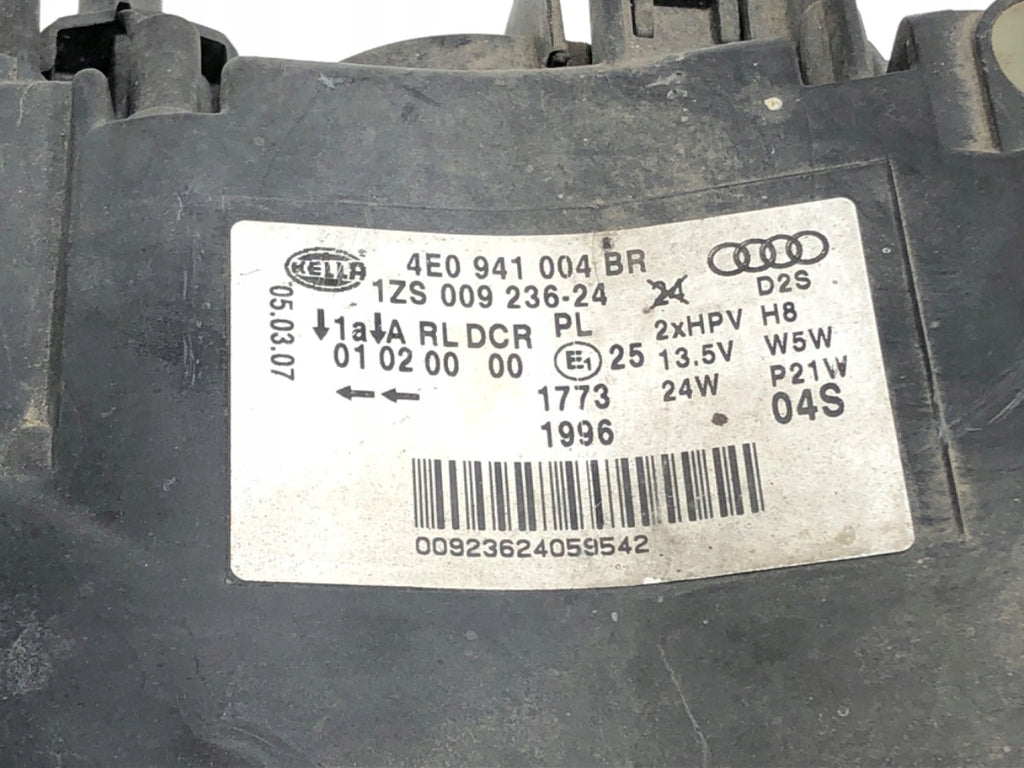 HELLA
4E0 941 004 BR
1ZS 009 236-24
24
D2S
05.03.07
↓1a↓A RL DCR PL
2xHPV H8
01 02 00 00
E1 25 13.5V W5W
← ←
1773 24W P21W
1996
04S
00923624059542